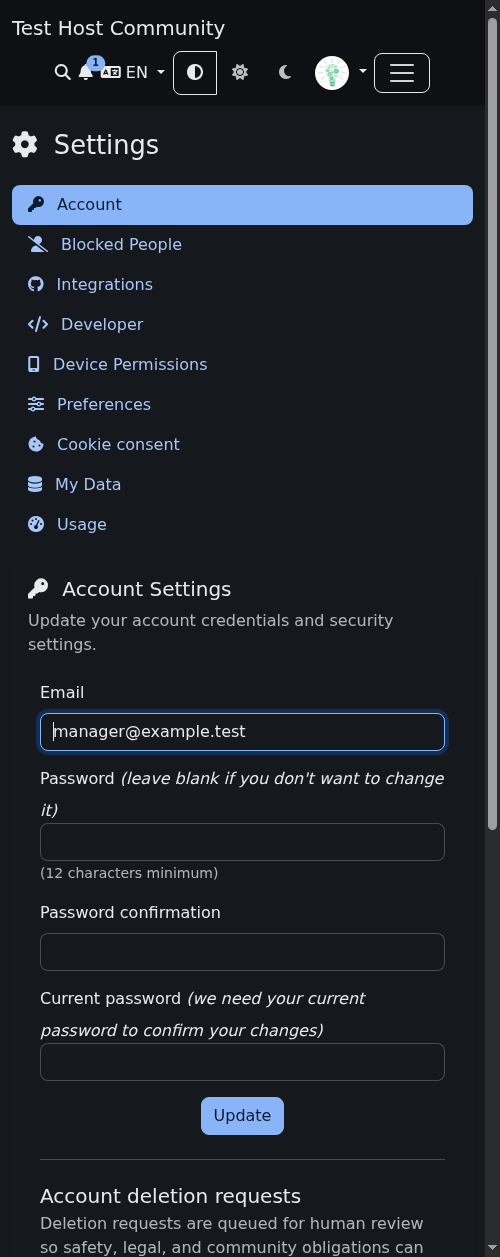 Test Host Community
1
EN
Settings
Account
Blocked People
Integrations
Developer
Device Permissions
Preferences
Cookie consent
My Data
Usage
Account Settings
Update your account credentials and security
settings.
Email
manager@example.test
Password (leave blank if you don't want to change
it)
(12 characters minimum)
Password confirmation
Current password (we need your current
password to confirm your changes)
Update
Account deletion requests
Deletion requests are queued for human review
so safety, legal, and community obligations can